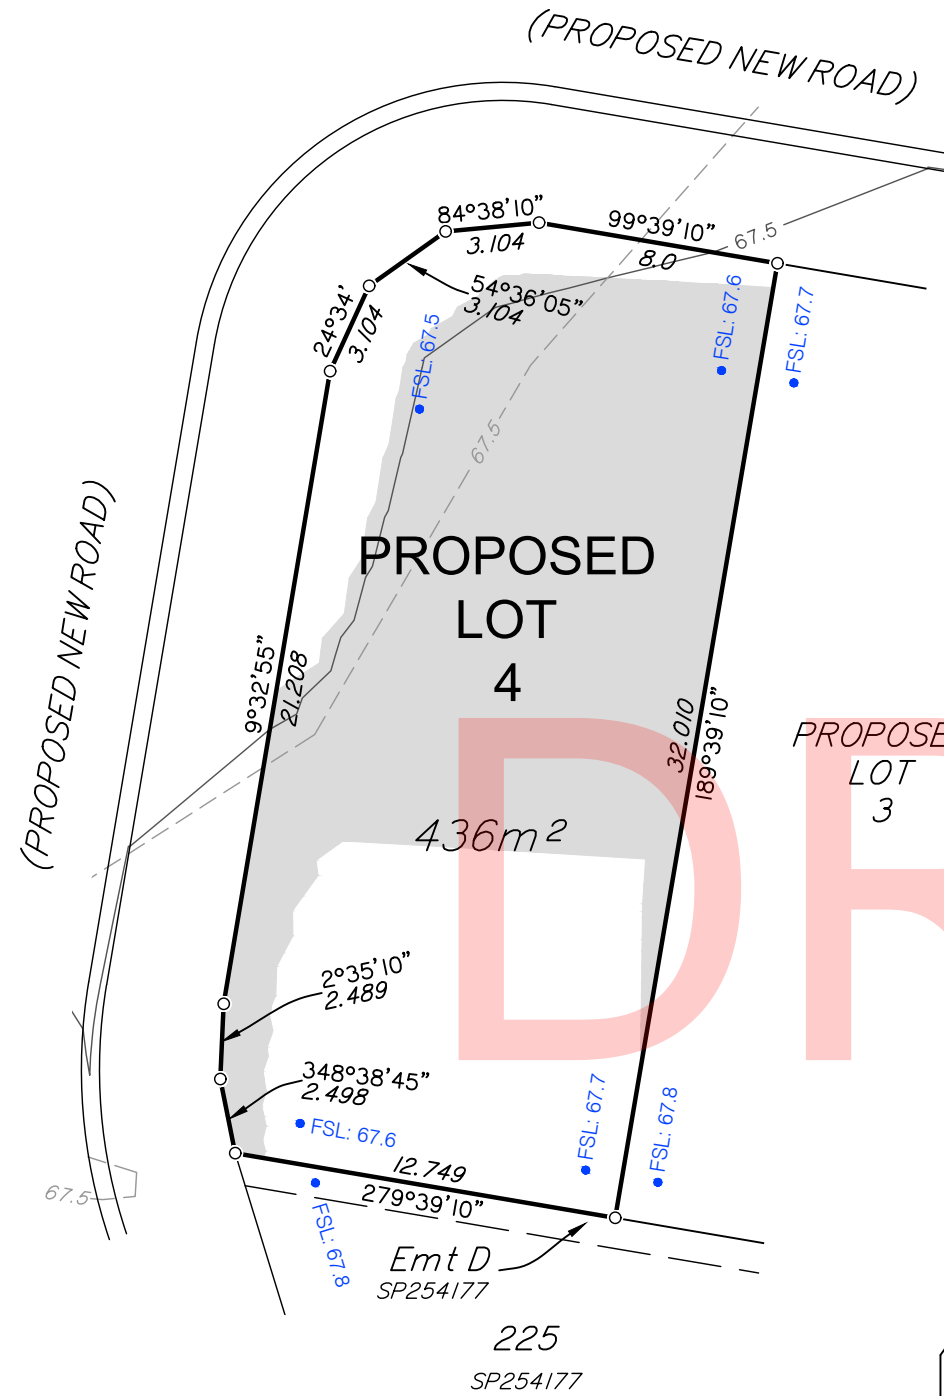 (PROPOSED NEW ROAD)
84°38'10"
3.104
99°39'10"
8.0
67.5
54°36'05"
3.104
24°34'
3.104
FSL: 67.5
FSL: 67.6
FSL: 67.7
67.5
(PROPOSED NEW ROAD)
PROPOSED
LOT
4
9°32'55"
21.208
32.010
189°39'10"
PROPOSE
LOT
3
436m²
DR
2°35'10"
2.489
348°38'45"
2.498
FSL: 67.6
FSL: 67.7
FSL: 67.8
12.749
279°39'10"
67.5
FSL: 67.8
Emt D
SP254177
225
SP254177